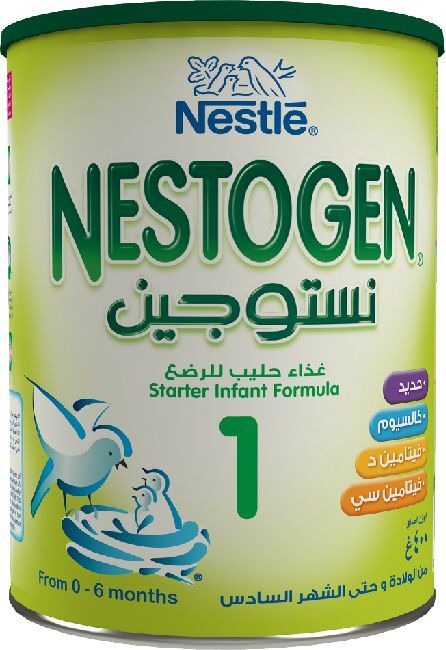 Nestlé®
NESTOGEN®
نستوجين
غذاء حليب للرضع
Starter Infant Formula
1
•حديد
•كالسيوم
•فيتامين د
•فيتامين سي
٤٠٠غ
From 0 - 6 months
من الولادة و حتى الشهر السادس